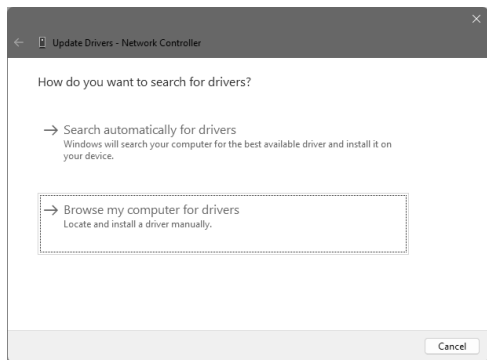 Update Drivers - Network Controller
How do you want to search for drivers?
Search automatically for drivers
Windows will search your computer for the best available driver and install it on
your device.
Browse my computer for drivers
Locate and install a driver manually.
Cancel